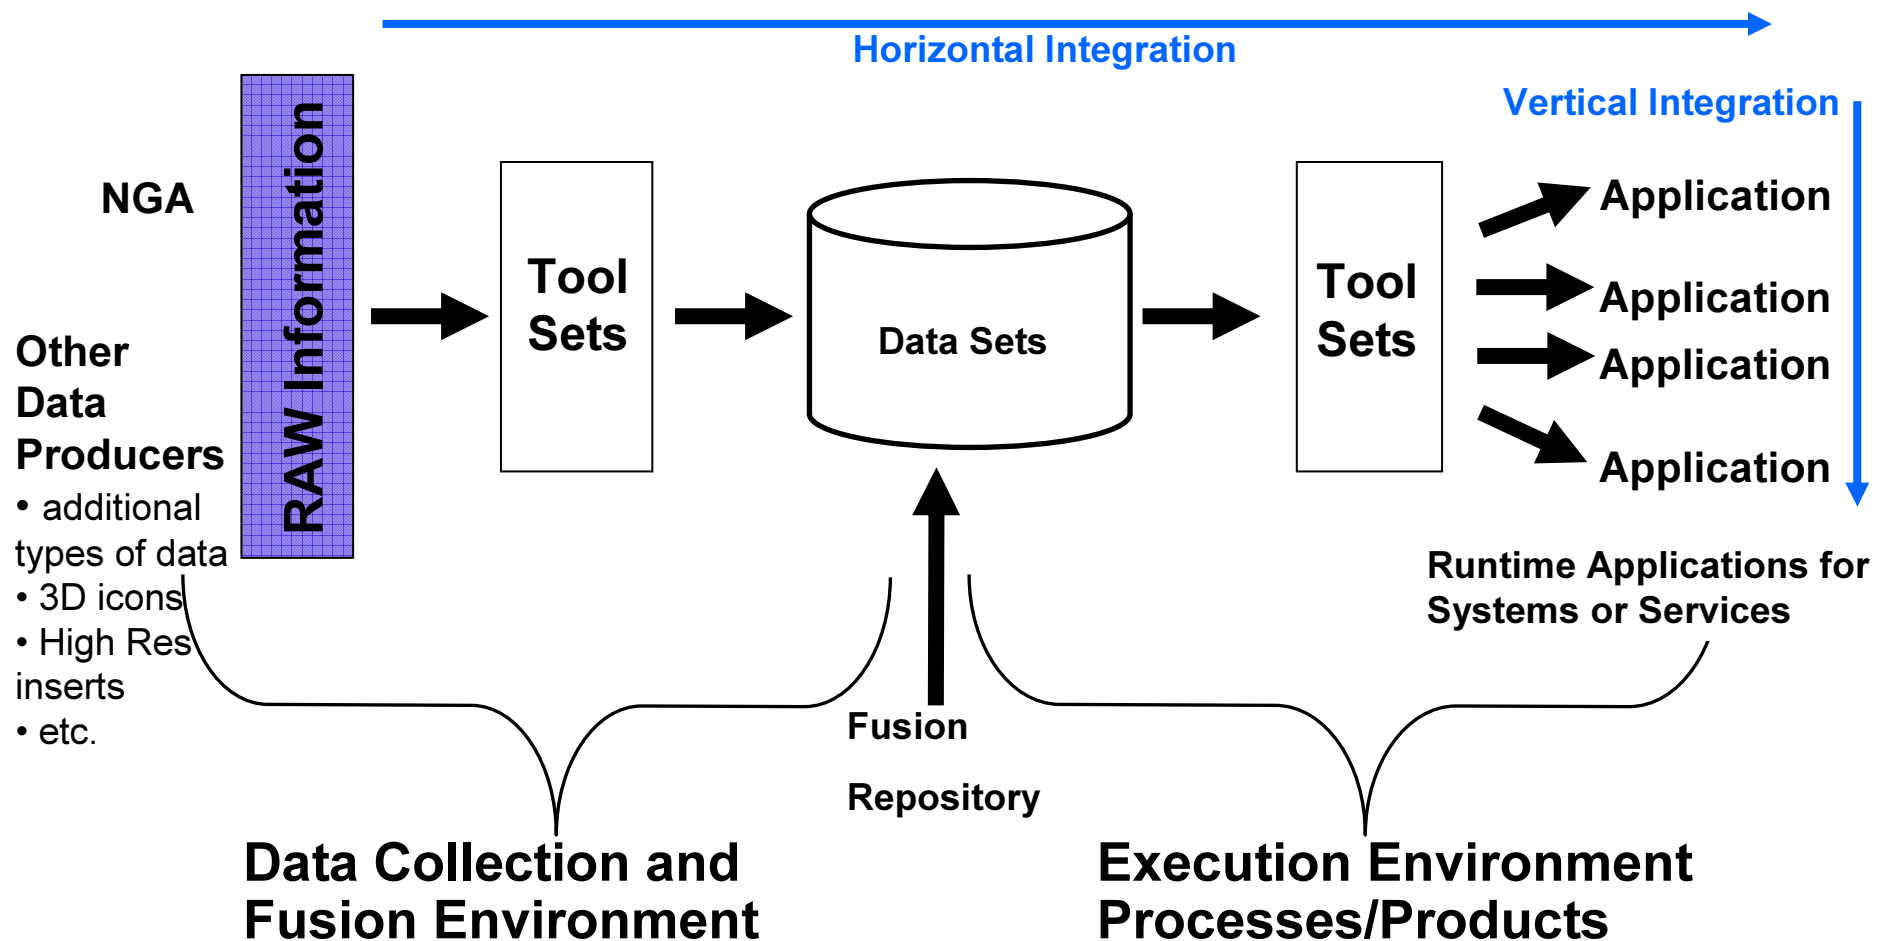 Horizontal Integration
Vertical Integration
NGA
RAW Information
Other
Data
Producers
• additional
types of data
• 3D icons
• High Res
inserts
• etc.
Tool
Sets
Data Sets
Tool
Sets
Application
Application
Application
Application
Runtime Applications for
Systems or Services
Fusion
Repository
Data Collection and
Fusion Environment
Execution Environment
Processes/Products